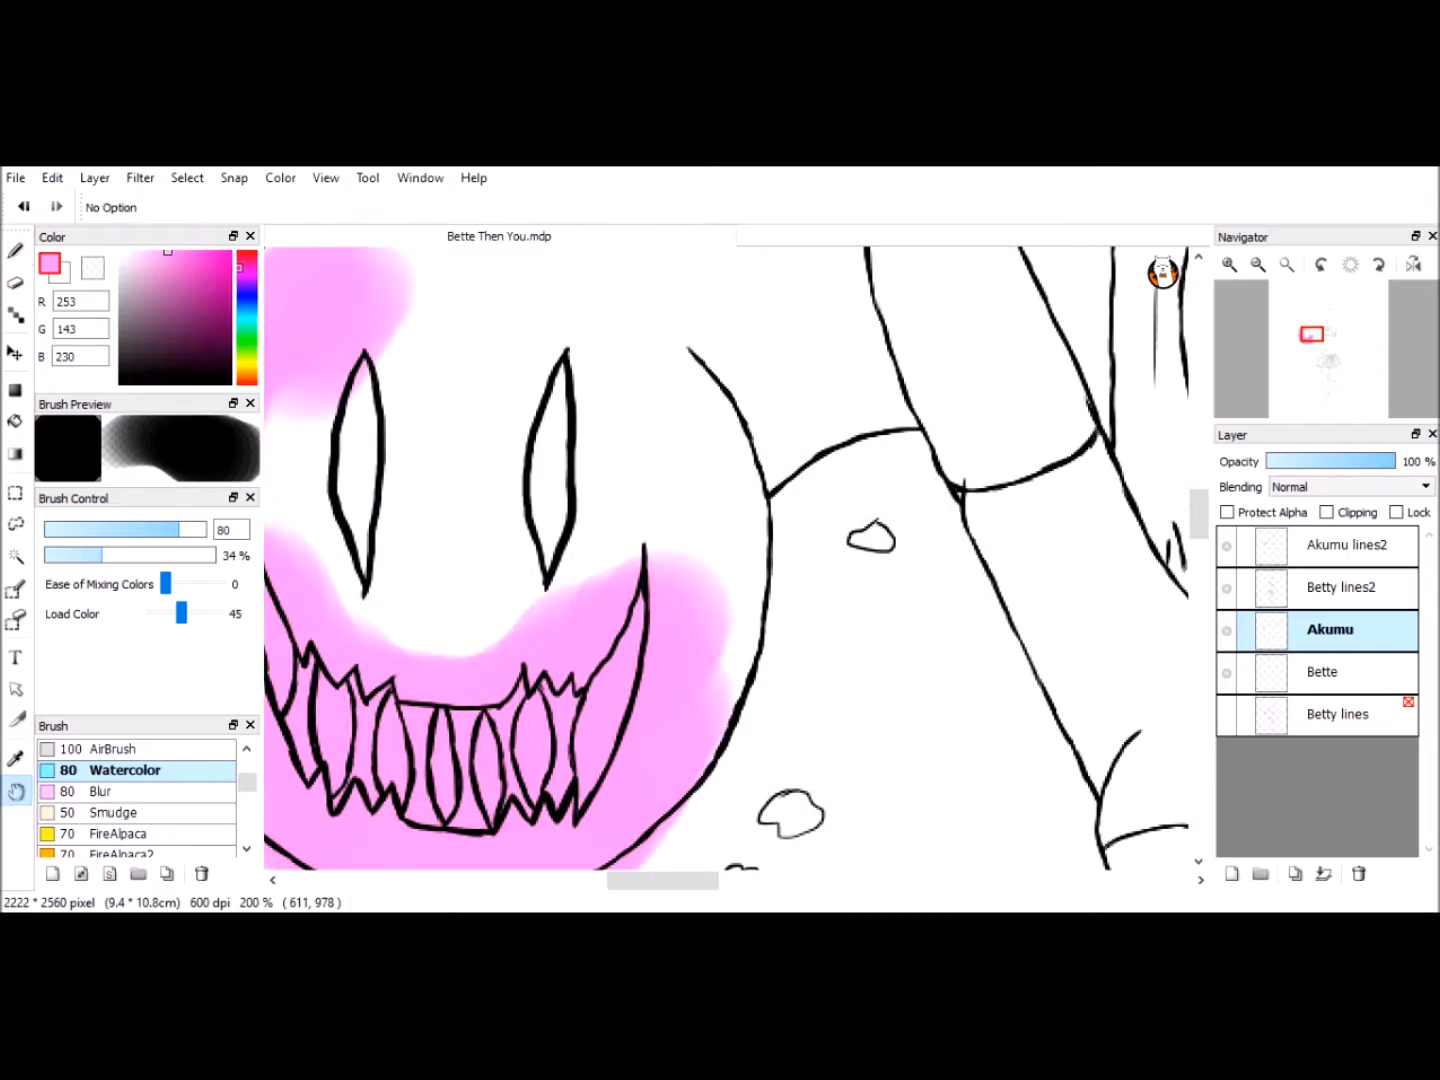 File Edit Layer Filter Select Snap Color View Tool Window Help
No Option
Color
Bette Then You.mdp
Navigator
R 253
G 143
B 230
Brush Preview
Layer
Opacity 100 %
Blending Normal
Brush Control
Protect Alpha Clipping Lock
80
34 %
Ease of Mixing Colors 0
Load Color 45
Akumu lines2
Betty lines2
Akumu
Bette
Betty lines
Brush
100 AirBrush
80 Watercolor
80 Blur
50 Smudge
70 FireAlpaca
70 FireAlpaca2
T
S
2222 * 2560 pixel (9.4 * 10.8cm) 600 dpi 200 % ( 611, 978 )